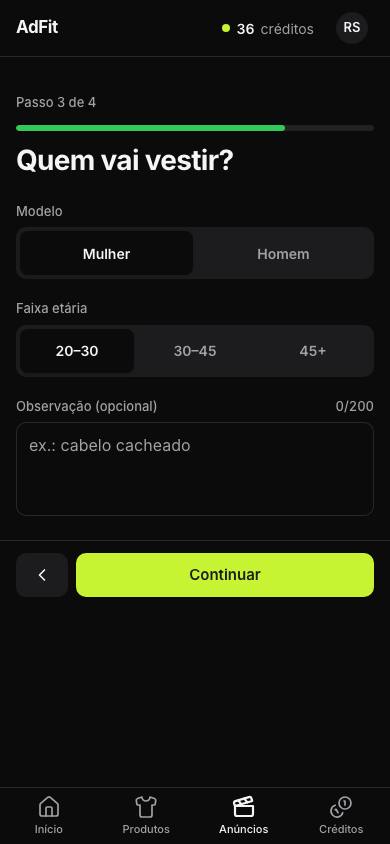 AdFit
36 créditos
RS
Passo 3 de 4
Quem vai vestir?
Modelo
Mulher
Homem
Faixa etária
20–30
30–45
45+
Observação (opcional)
0/200
ex.: cabelo cacheado
Continuar
Início
Produtos
Anúncios
Créditos